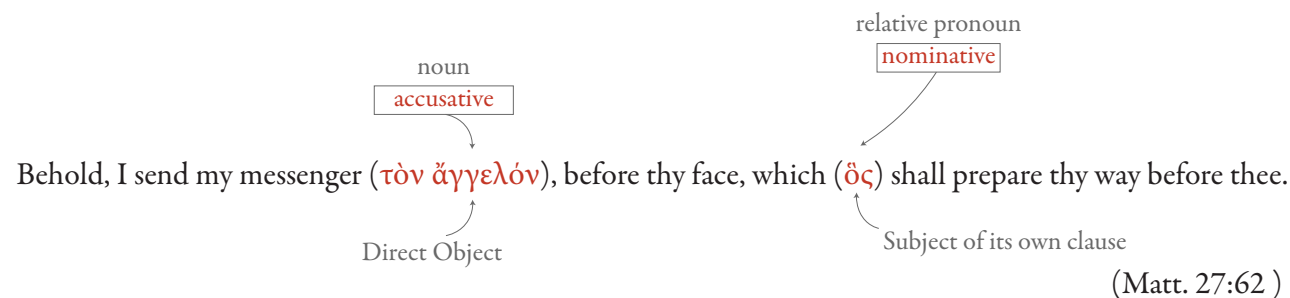 relative pronoun
nominative
noun
accusative
Behold, I send my messenger (τὸν ἄγγελόν), before thy face, which (ὃς) shall prepare thy way before thee.
Direct Object
Subject of its own clause
(Matt. 27:62 )